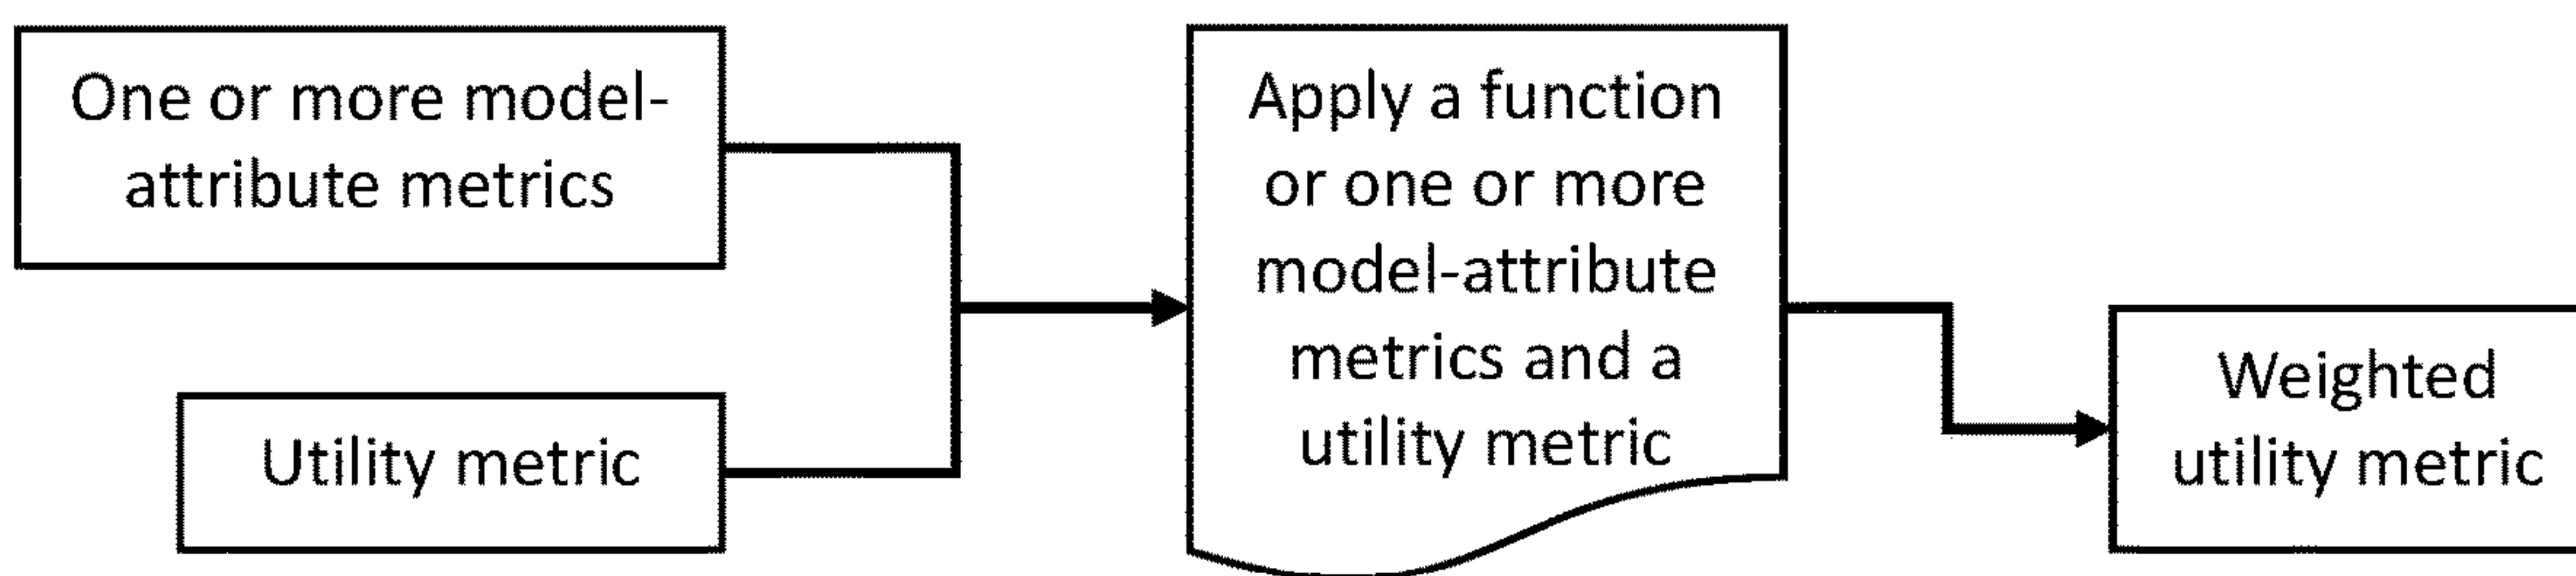 One or more model-
attribute metrics
Utility metric
Apply a function
or one or more
model-attribute
metrics and a
utility metric
Weighted
utility metric